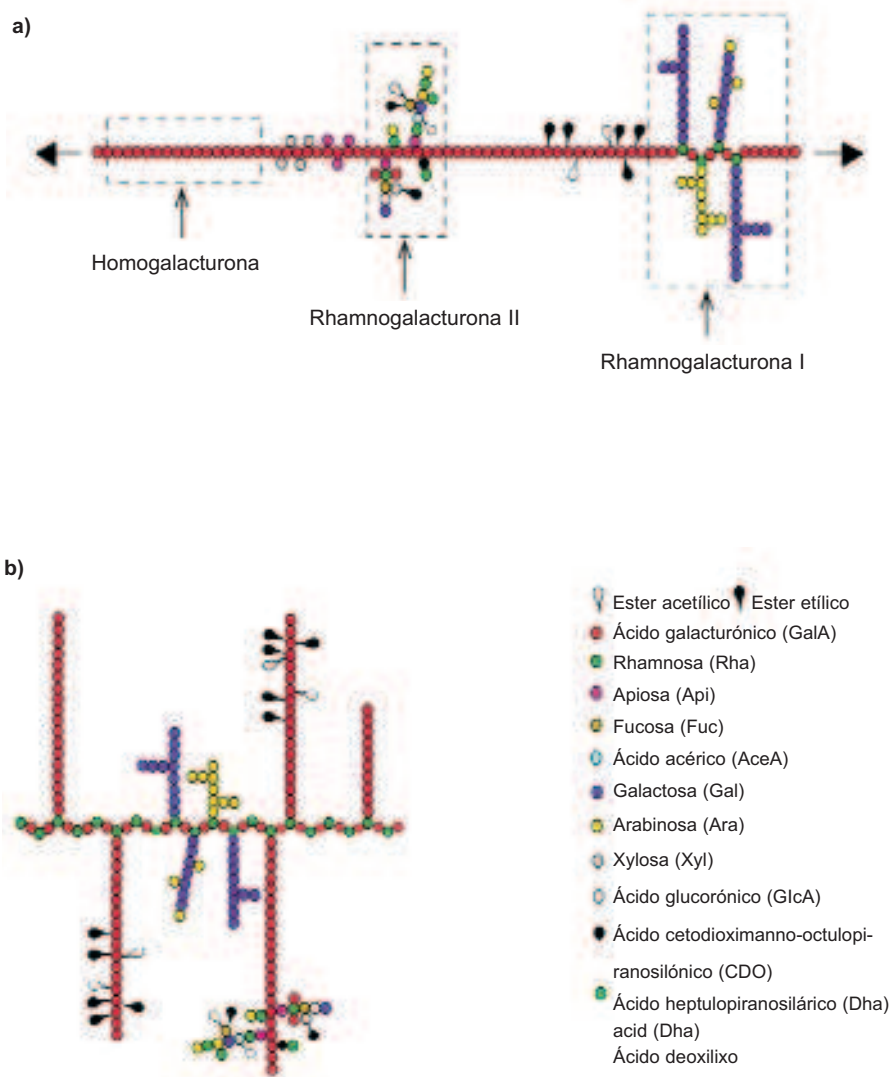 a)
Homogalacturona
Rhamnogalacturona II
Rhamnogalacturona I
b)
Ester acetílico Ester etílico
Ácido galacturónico (GalA)
Rhamnosa (Rha)
Apiosa (Api)
Fucosa (Fuc)
Ácido acérico (AceA)
Galactosa (Gal)
Arabinosa (Ara)
Xylosa (Xyl)
Ácido glucorónico (GlcA)
Ácido cetodioximanno-octulopi-
ranosilónico (CDO)
Ácido heptulopiranosilárico (Dha)
acid (Dha)
Ácido deoxilixo